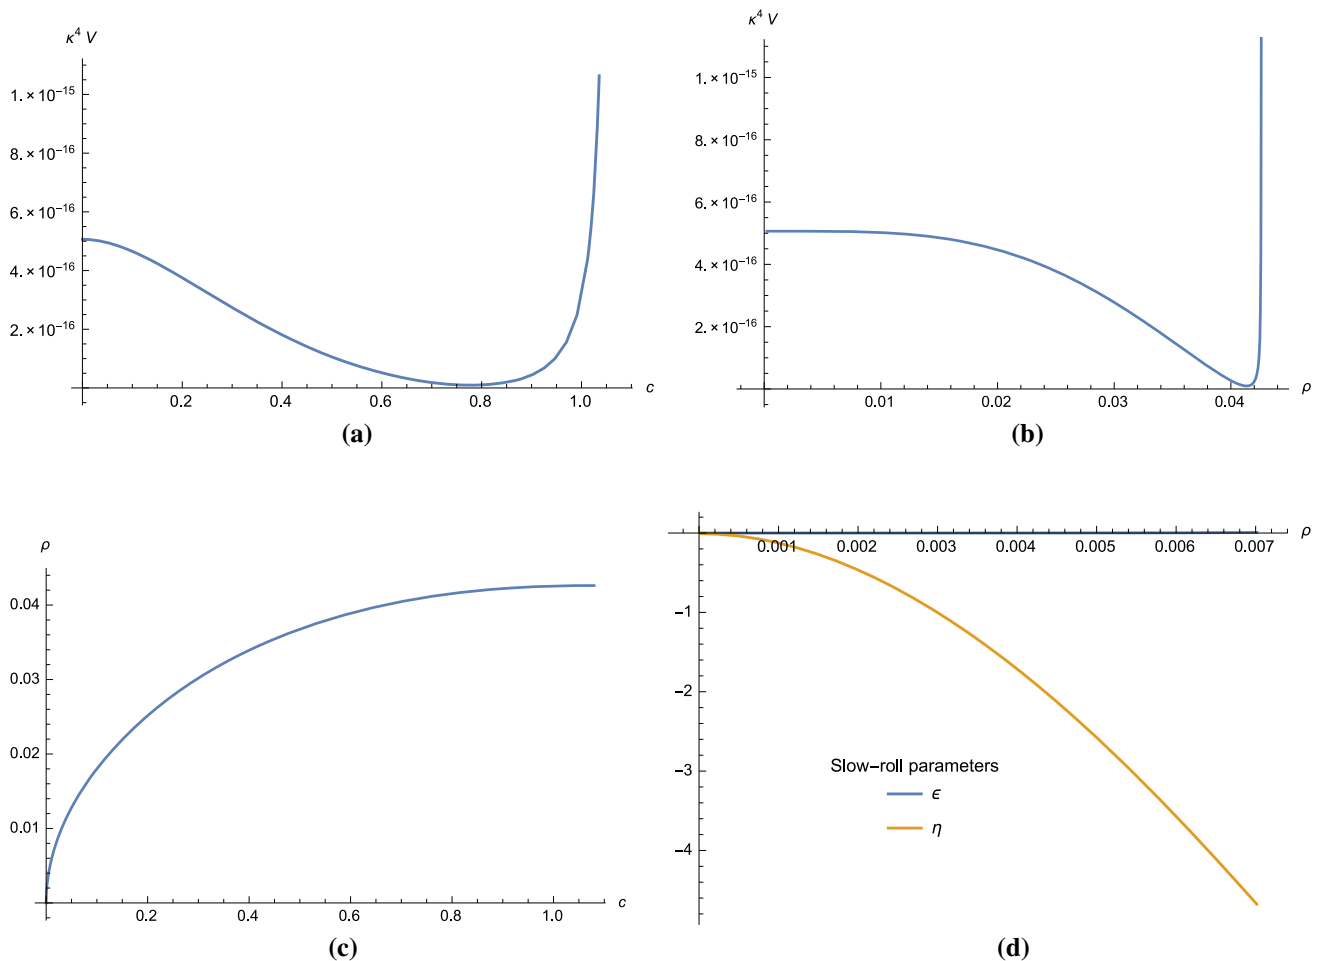 κ⁴ V
1.×10⁻¹⁵
8.×10⁻¹⁶
6.×10⁻¹⁶
4.×10⁻¹⁶
2.×10⁻¹⁶
0.2 0.4 0.6 0.8 1.0 c
(a)
κ⁴ V
1.×10⁻¹⁵
8.×10⁻¹⁶
6.×10⁻¹⁶
4.×10⁻¹⁶
2.×10⁻¹⁶
0.01 0.02 0.03 0.04 ρ
(b)
ρ
0.04
0.03
0.02
0.01
0.2 0.4 0.6 0.8 1.0 c
(c)
0.001 0.002 0.003 0.004 0.005 0.006 0.007 ρ
−1
−2
−3
−4
Slow−roll parameters
ϵ
η
(d)